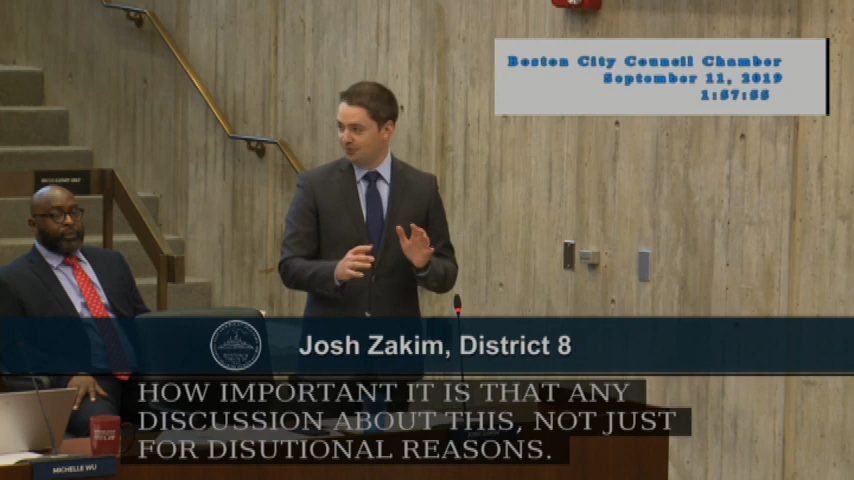 Boston City Council Chamber
September 11, 2019
1:57:55
Josh Zakim, District 8
HOW IMPORTANT IT IS THAT ANY
DISCUSSION ABOUT THIS, NOT JUST
FOR DISUTIONAL REASONS.
MICHELLE WU